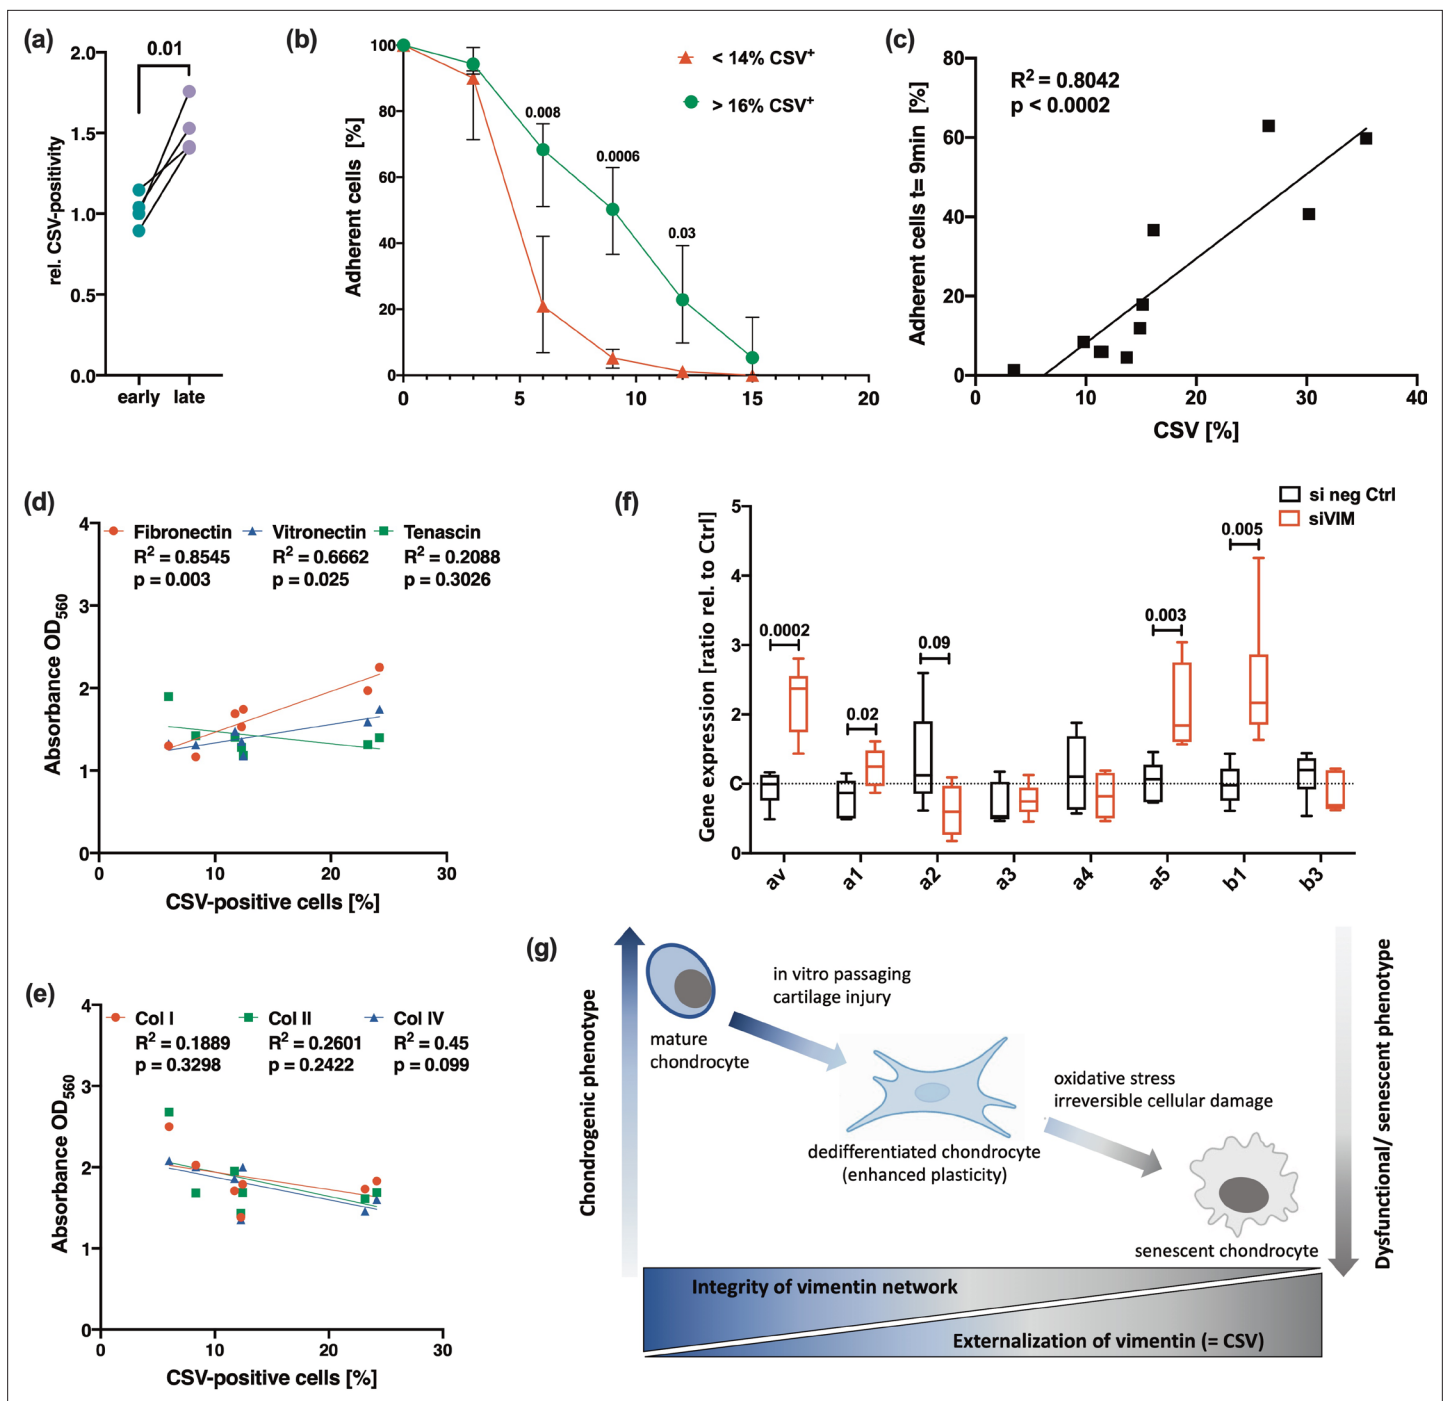 (a)
2.0
1.5
1.0
0.5
0.0
rel. CSV-positivity
0.01
early late
(b)
100
80
60
40
20
0
Adherent cells [%]
< 14% CSV+
> 16% CSV+
0.008
0.0006
0.03
0 5 10 15 20
(c)
80
60
40
20
0
Adherent cells t= 9min [%]
R2 = 0.8042
p < 0.0002
0 10 20 30 40
CSV [%]
(d)
4
3
2
1
0
Absorbance OD560
Fibronectin Vitronectin Tenascin
R2 = 0.8545 R2 = 0.6662 R2 = 0.2088
p = 0.003 p = 0.025 p = 0.3026
0 10 20 30
CSV-positive cells [%]
(e)
4
3
2
1
0
Absorbance OD560
Col I Col II Col IV
R2 = 0.1889 R2 = 0.2601 R2 = 0.45
p = 0.3298 p = 0.2422 p = 0.099
0 10 20 30
CSV-positive cells [%]
(f)
si neg Ctrl
siVIM
5
4
3
2
C
0
Gene expression [ratio rel. to Ctrl]
0.0002
0.02
0.09
0.003
0.005
av a1 a2 a3 a4 a5 b1 b3
(g)
Chondrogenic phenotype
mature
chondrocyte
in vitro passaging
cartilage injury
dedifferentiated chondrocyte
(enhanced plasticity)
oxidative stress
irreversible cellular damage
senescent chondrocyte
Dysfunctional/ senescent phenotype
Integrity of vimentin network
Externalization of vimentin (= CSV)